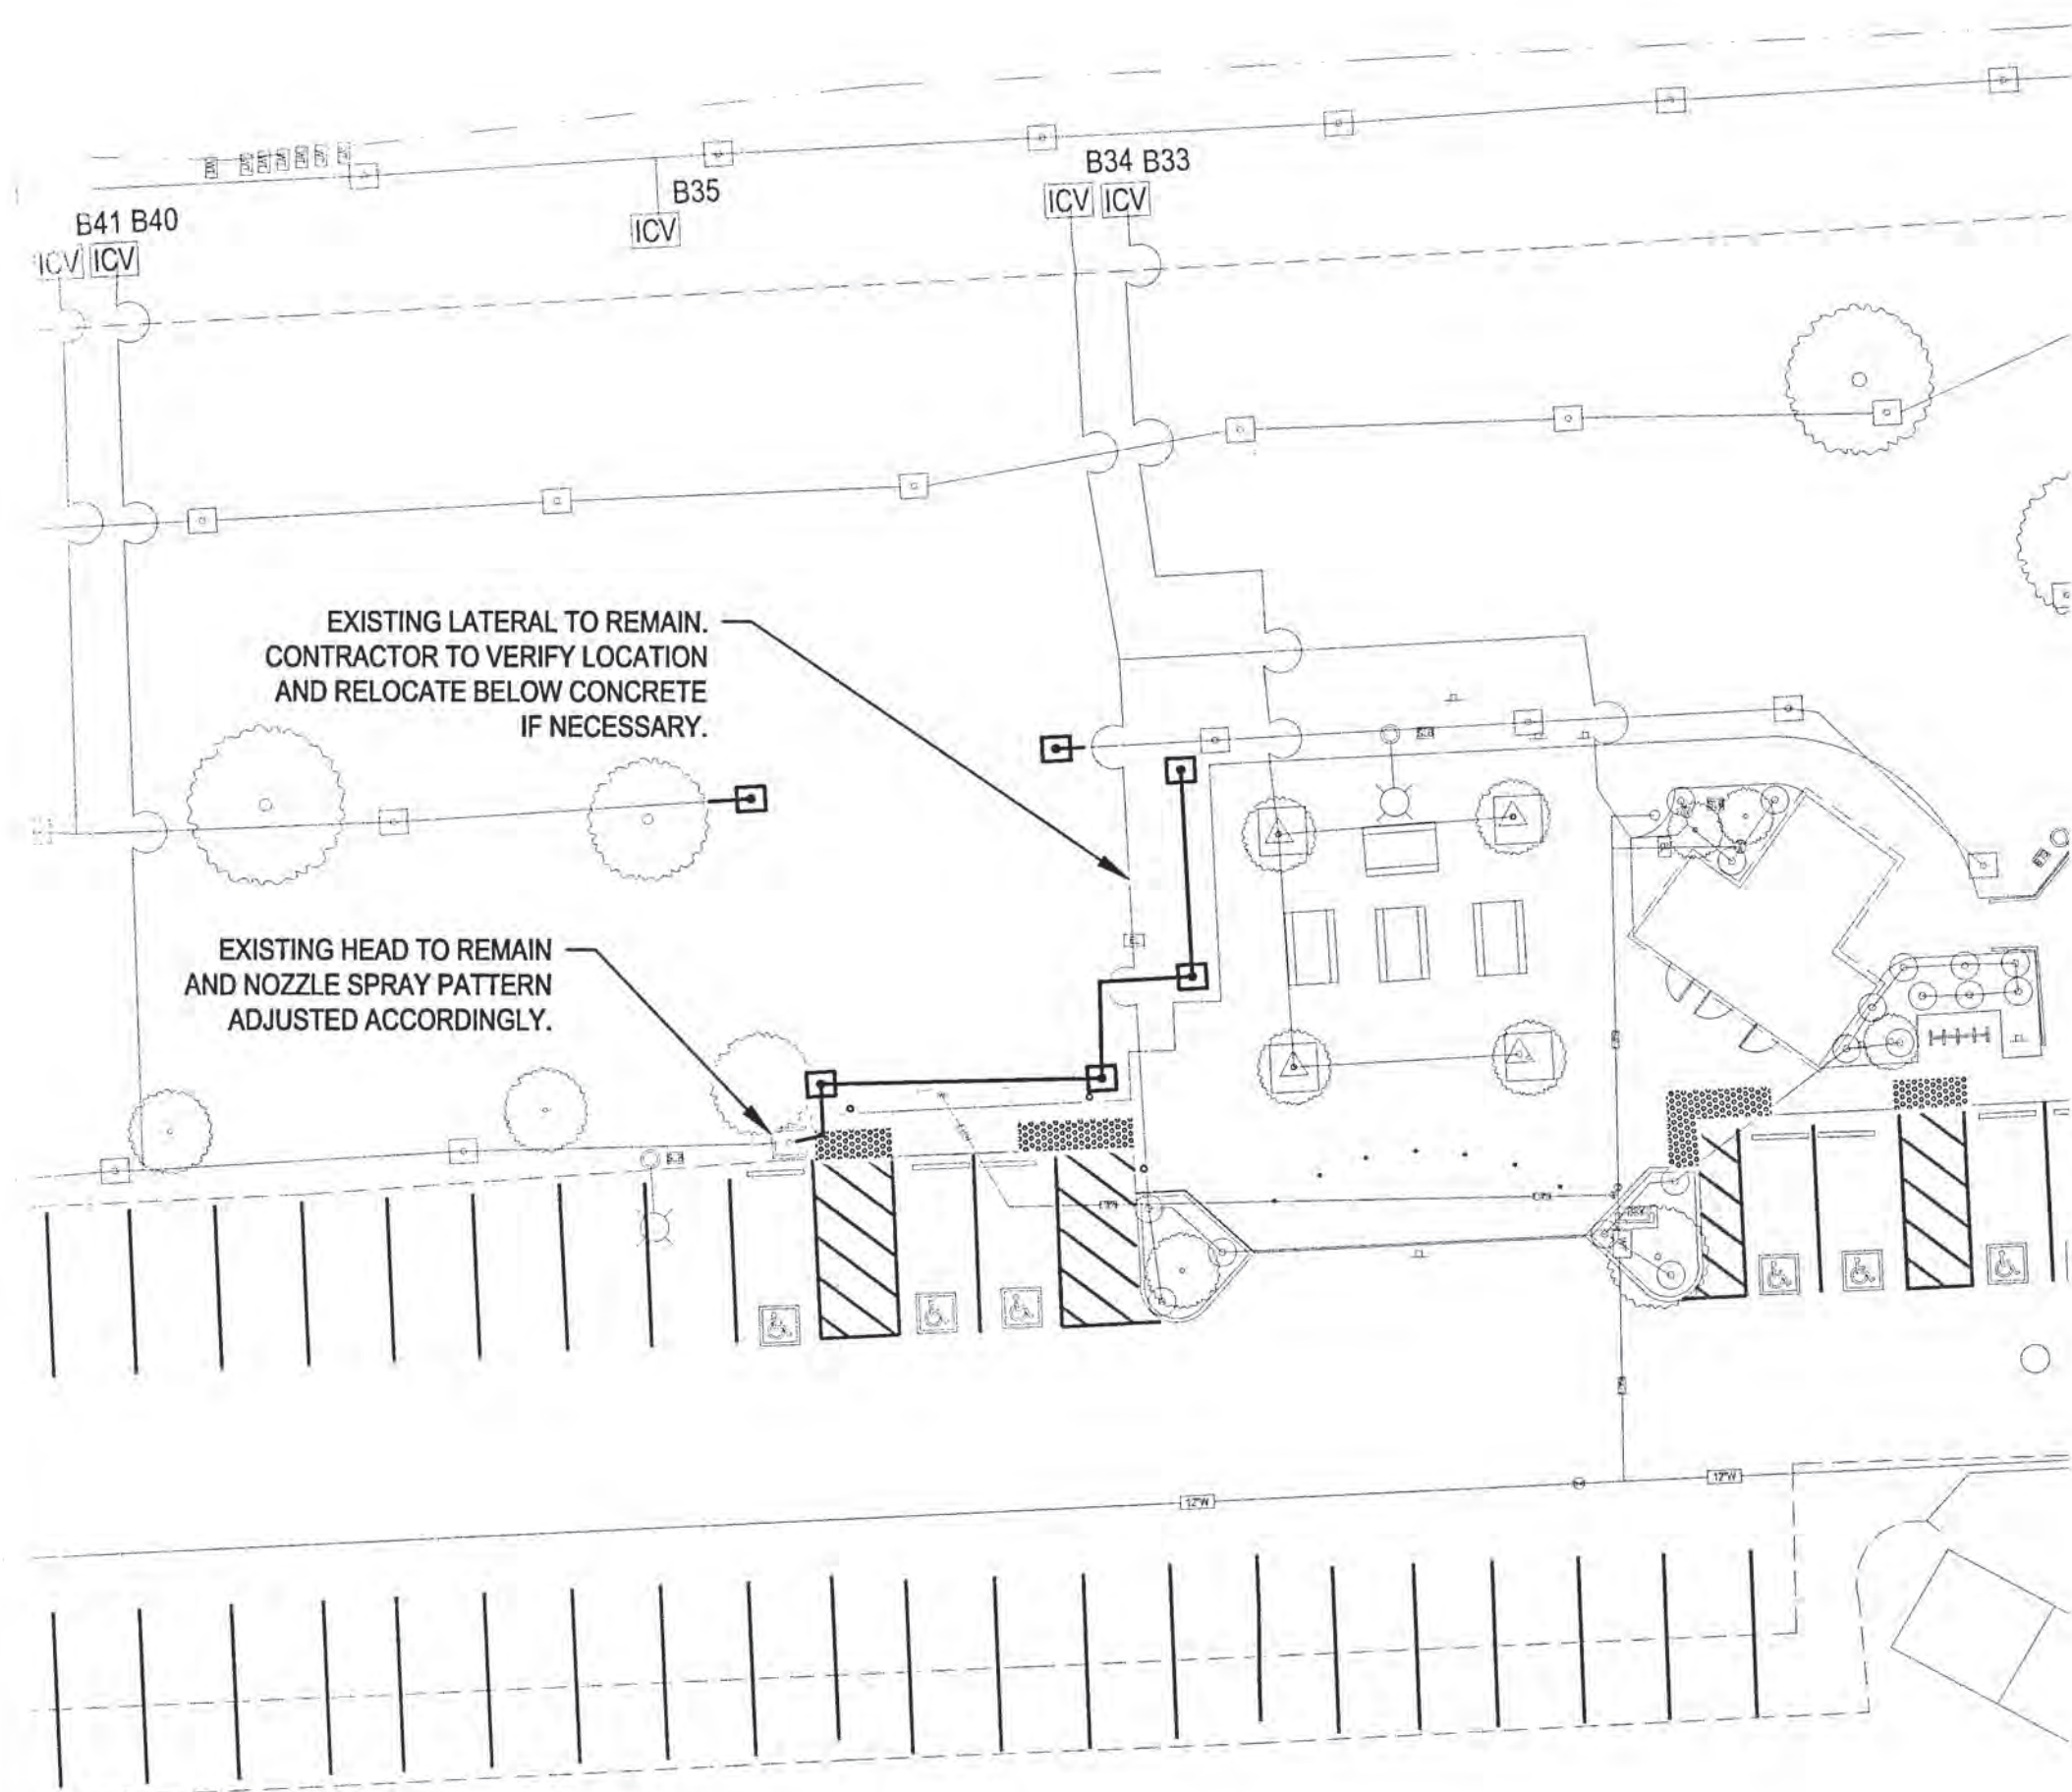 B34 B33
B35
ICV ICV
B41 B40
ICV
ICV ICV
EXISTING LATERAL TO REMAIN.
CONTRACTOR TO VERIFY LOCATION
AND RELOCATE BELOW CONCRETE
IF NECESSARY.
EXISTING HEAD TO REMAIN
AND NOZZLE SPRAY PATTERN
ADJUSTED ACCORDINGLY.
12"W
12"W